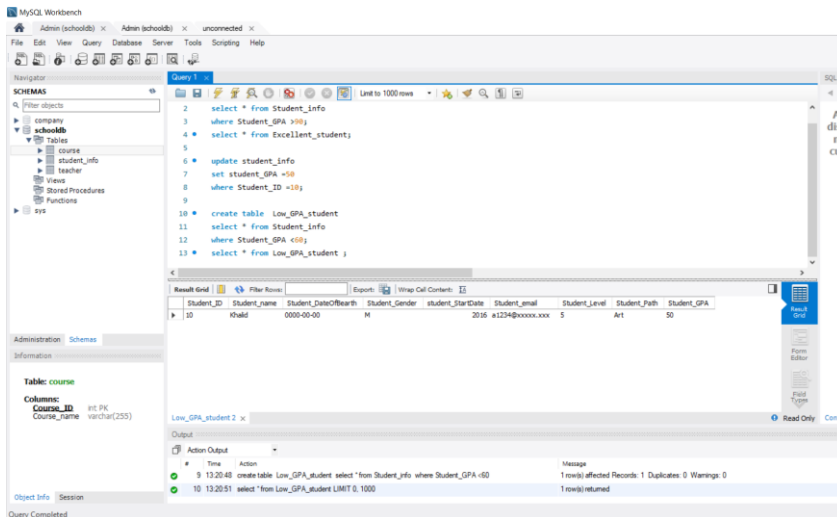 MySQL Workbench
Admin (schooldb) × Admin (schooldb) × unconnected ×
File Edit View Query Database Server Tools Scripting Help
Navigator
SCHEMAS
Filter objects
company
schooldb
Tables
course
student_info
teacher
Views
Stored Procedures
Functions
sys
Administration Schemas
Information
Table: course
Columns:
Course_ID int PK
Course_name varchar(255)
Object Info Session
Query Completed
Query 1 ×
Limit to 1000 rows
2 select * from Student_info
3 where Student_GPA >90;
4 select * from Excellent_student;
5
6 update student_info
7 set student_GPA =50
8 where Student_ID =10;
9
10 create table Low_GPA_student
11 select * from Student_info
12 where Student_GPA <60;
13 select * from Low_GPA_student ;
Result Grid Filter Rows: Export: Wrap Cell Content:
Student_ID Student_name Student_DateOfBearth Student_Gender student_StartDate Student_email Student_Level Student_Path Student_GPA
10 Khalid 0000-00-00 M 2016 a1234@xxxxx.xxx 5 Art 50
Result Grid
Form Editor
Field Types
Low_GPA_student 2 ×
Read Only
Output
Action Output
# Time Action Message
9 13:20:48 create table Low_GPA_student select * from Student_info where Student_GPA <60 1 row(s) affected Records: 1 Duplicates: 0 Warnings: 0
10 13:20:51 select * from Low_GPA_student LIMIT 0, 1000 1 row(s) returned
SQL